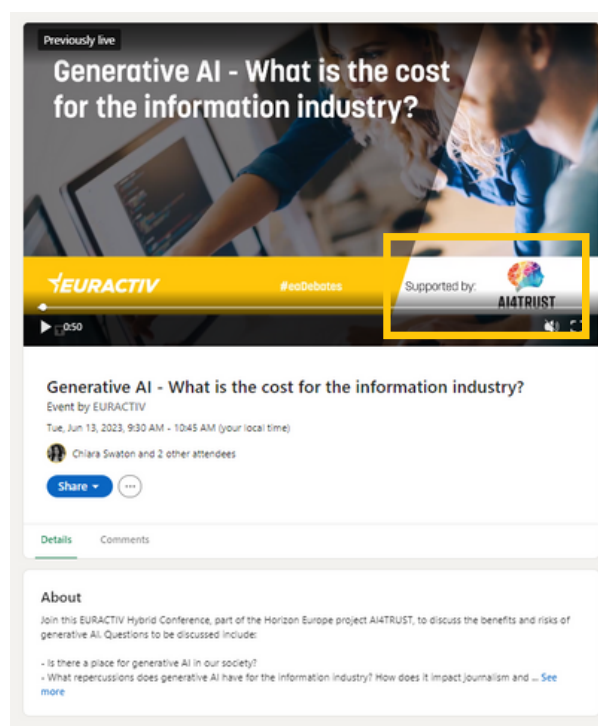 Previously live
Generative AI - What is the cost
for the information industry?
EURACTIV
#eaDebates
Supported by:
AI4TRUST
0:50
Generative AI - What is the cost for the information industry?
Event by EURACTIV
Tue, Jun 13, 2023, 9:30 AM - 10:45 AM (your local time)
Chiara Swaton and 2 other attendees
Share
Details
Comments
About
Join this EURACTIV Hybrid Conference, part of the Horizon Europe project AI4TRUST, to discuss the benefits and risks of
generative AI. Questions to be discussed include:
- Is there a place for generative AI in our society?
- What repercussions does generative AI have for the information industry? How does it impact journalism and ... See
more